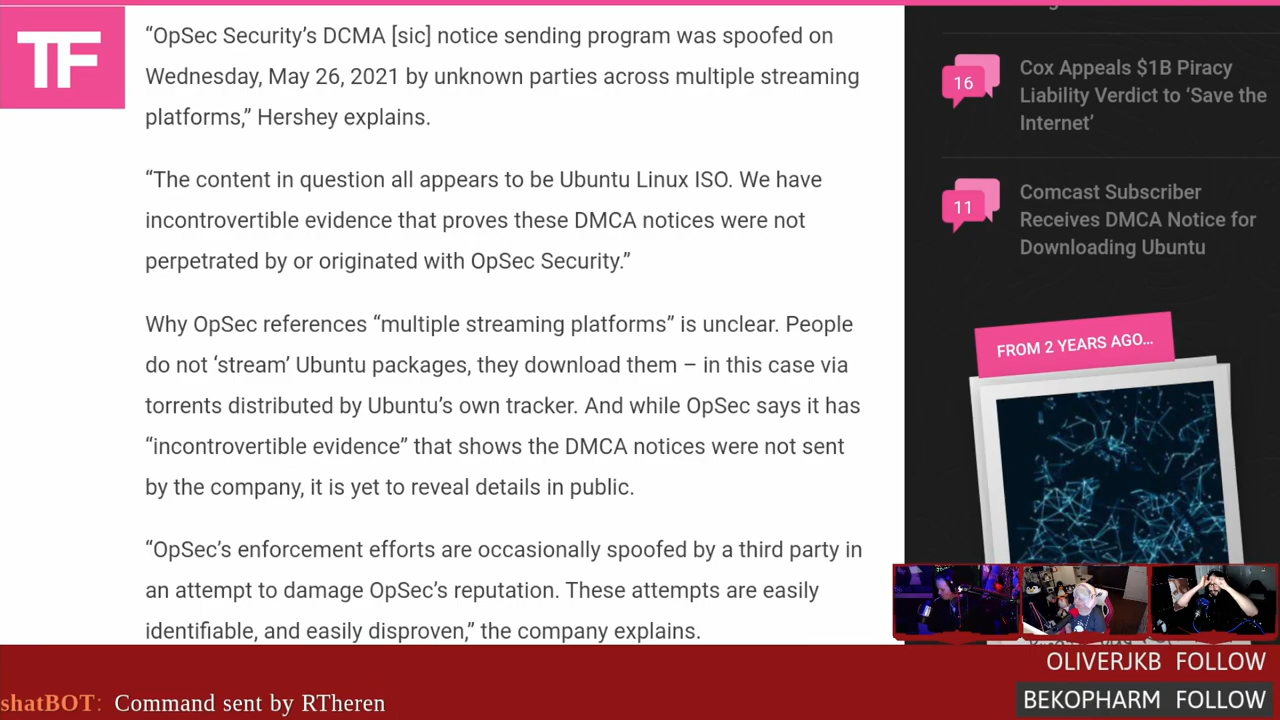 TF
“OpSec Security’s DCMA [sic] notice sending program was spoofed on
Wednesday, May 26, 2021 by unknown parties across multiple streaming
platforms,” Hershey explains.
“The content in question all appears to be Ubuntu Linux ISO. We have
incontrovertible evidence that proves these DMCA notices were not
perpetrated by or originated with OpSec Security.”
Why OpSec references “multiple streaming platforms” is unclear. People
do not ‘stream’ Ubuntu packages, they download them – in this case via
torrents distributed by Ubuntu’s own tracker. And while OpSec says it has
“incontrovertible evidence” that shows the DMCA notices were not sent
by the company, it is yet to reveal details in public.
“OpSec’s enforcement efforts are occasionally spoofed by a third party in
an attempt to damage OpSec’s reputation. These attempts are easily
identifiable, and easily disproven,” the company explains.
16
Cox Appeals $1B Piracy
Liability Verdict to ‘Save the
Internet’
11
Comcast Subscriber
Receives DMCA Notice for
Downloading Ubuntu
FROM 2 YEARS AGO...
OLIVERJKB FOLLOW
BEKOPHARM FOLLOW
shatBOT: Command sent by RTheren